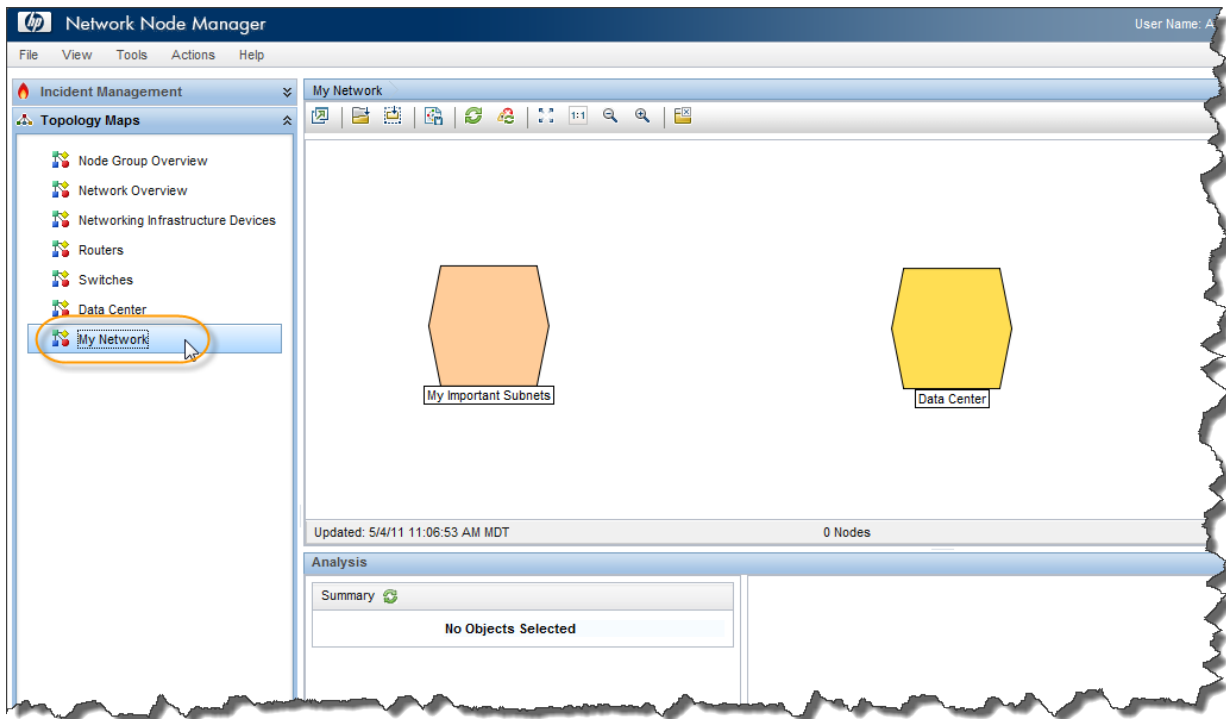 hp Network Node Manager
User Name: A
File View Tools Actions Help
Incident Management
Topology Maps
Node Group Overview
Network Overview
Networking Infrastructure Devices
Routers
Switches
Data Center
My Network
My Network
1:1
My Important Subnets
Data Center
Updated: 5/4/11 11:06:53 AM MDT
0 Nodes
Analysis
Summary
No Objects Selected